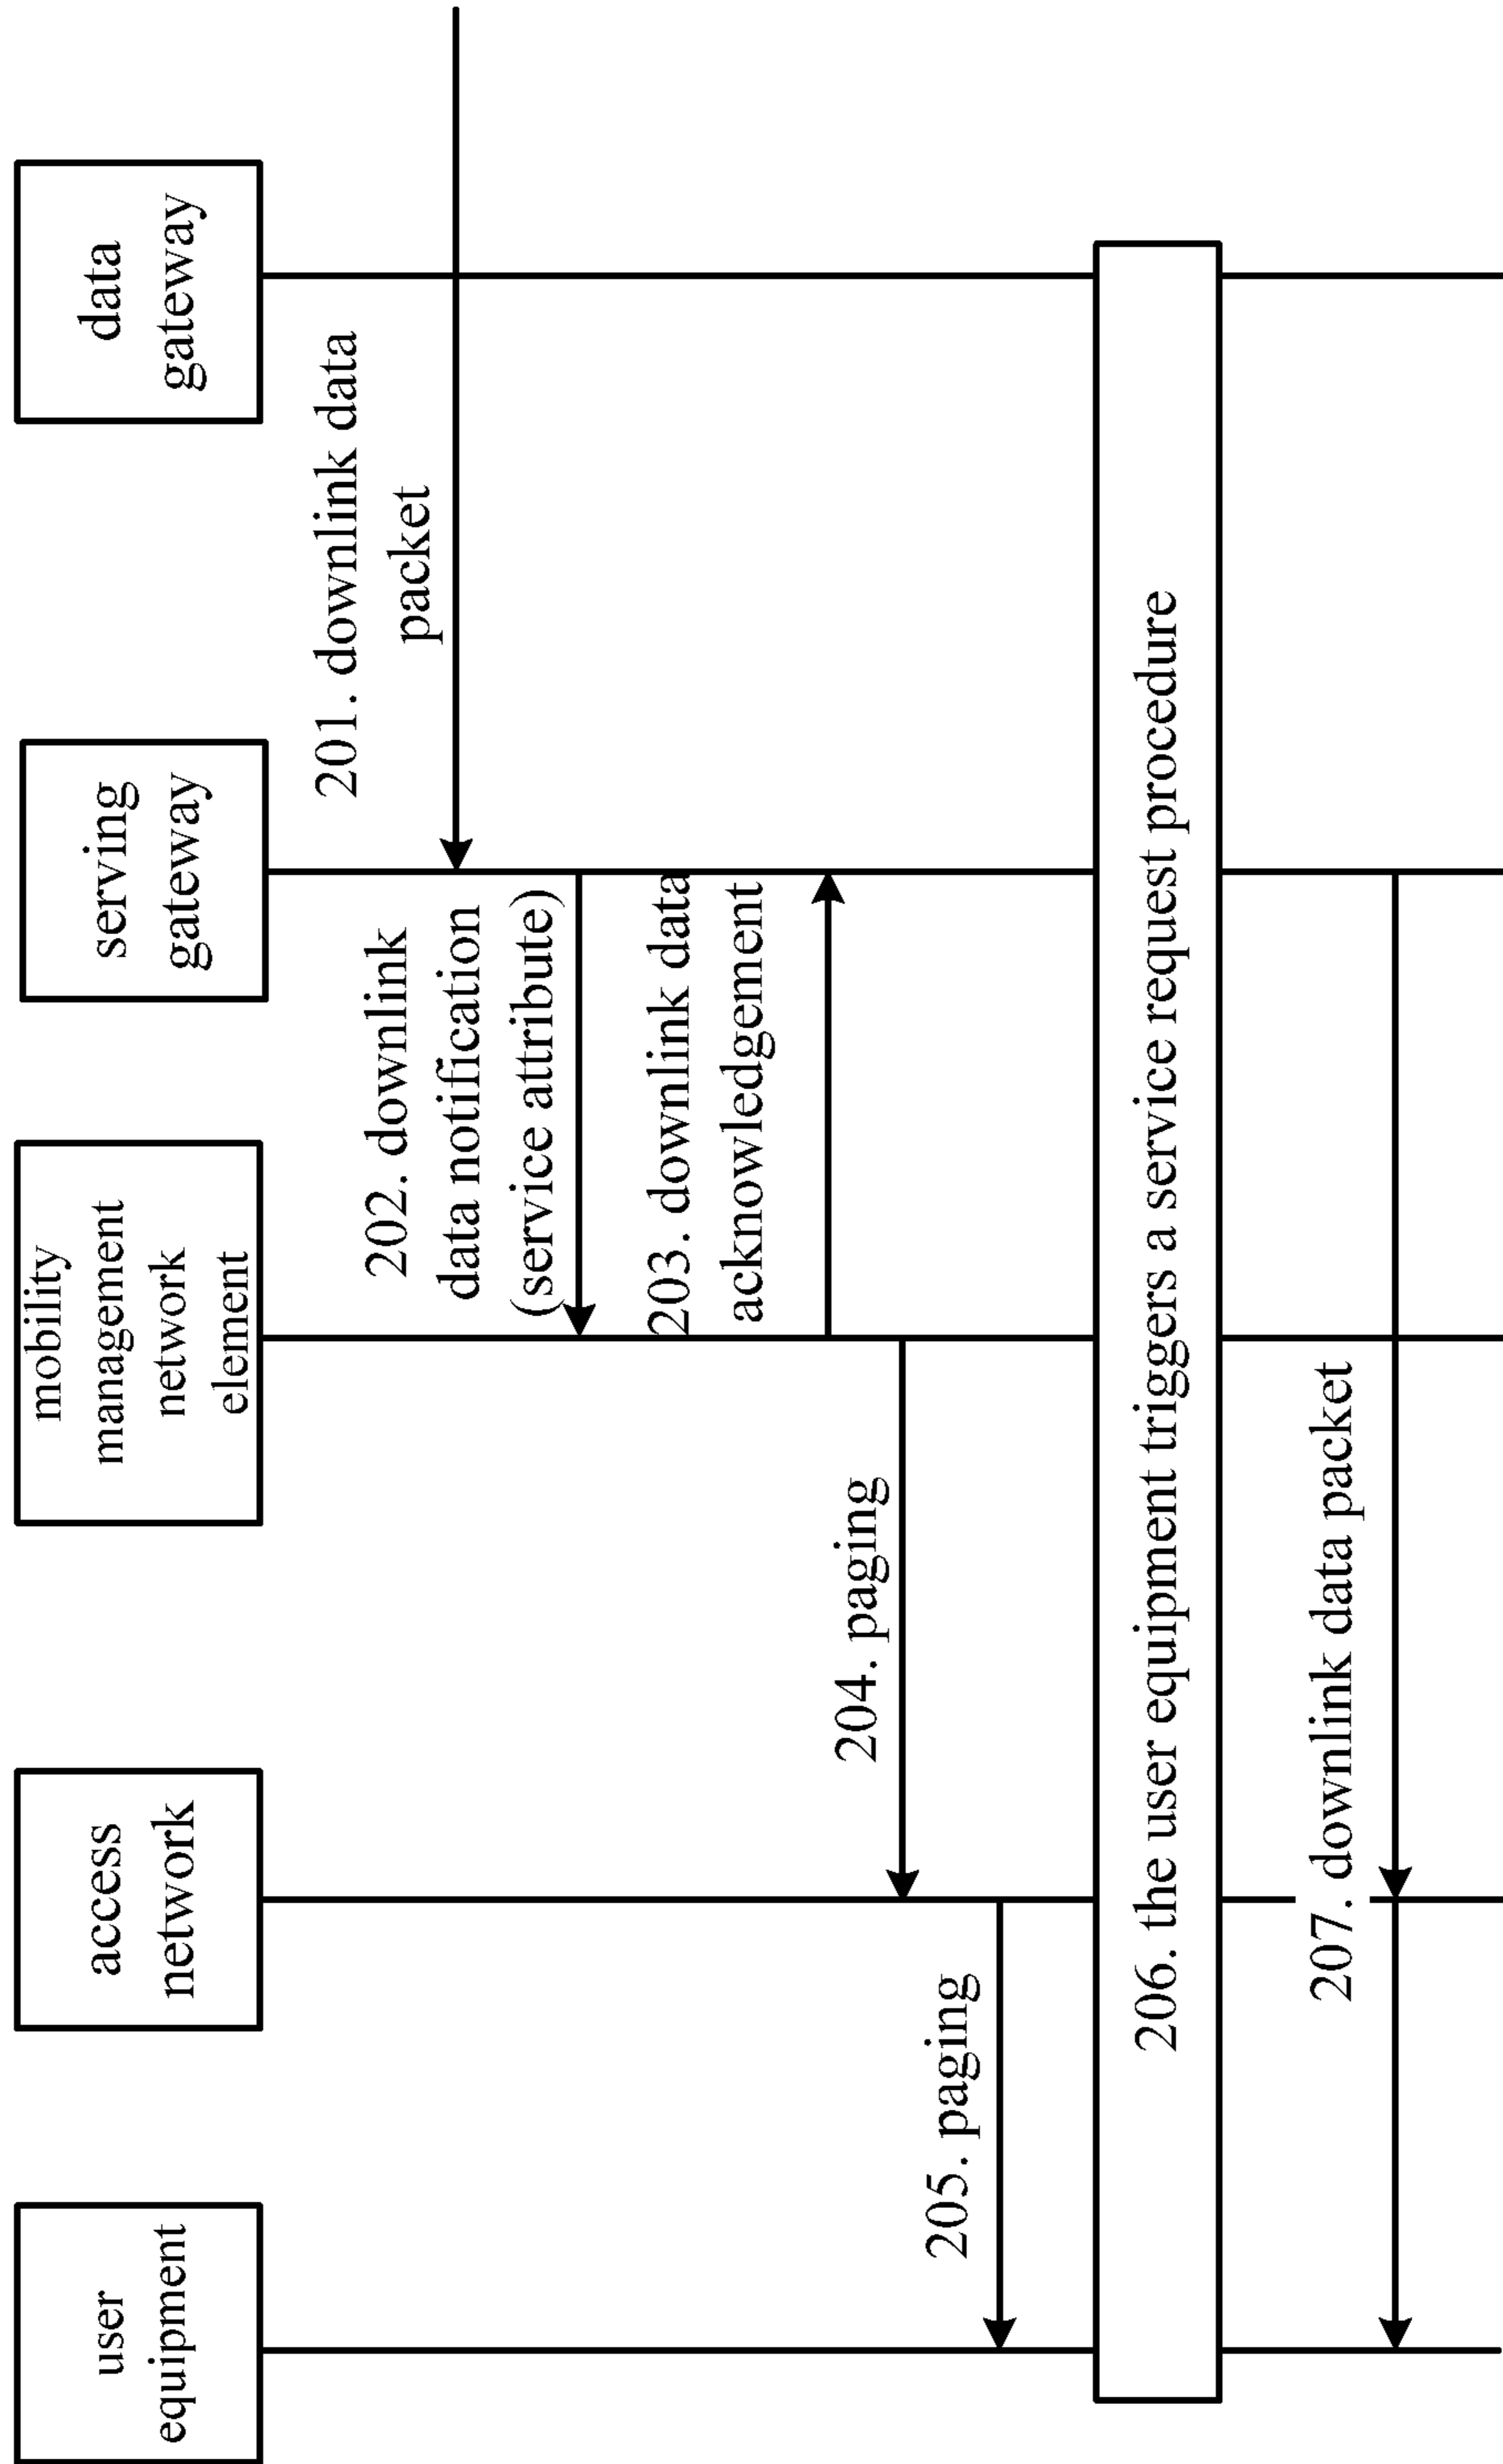 user
equipment
access
network
mobility
management
network
element
serving
gateway
data
gateway
201. downlink data
packet
202. downlink
data notification
(service attribute)
203. downlink data
acknowledgement
204. paging
205. paging
206. the user equipment triggers a service request procedure
207. downlink data packet